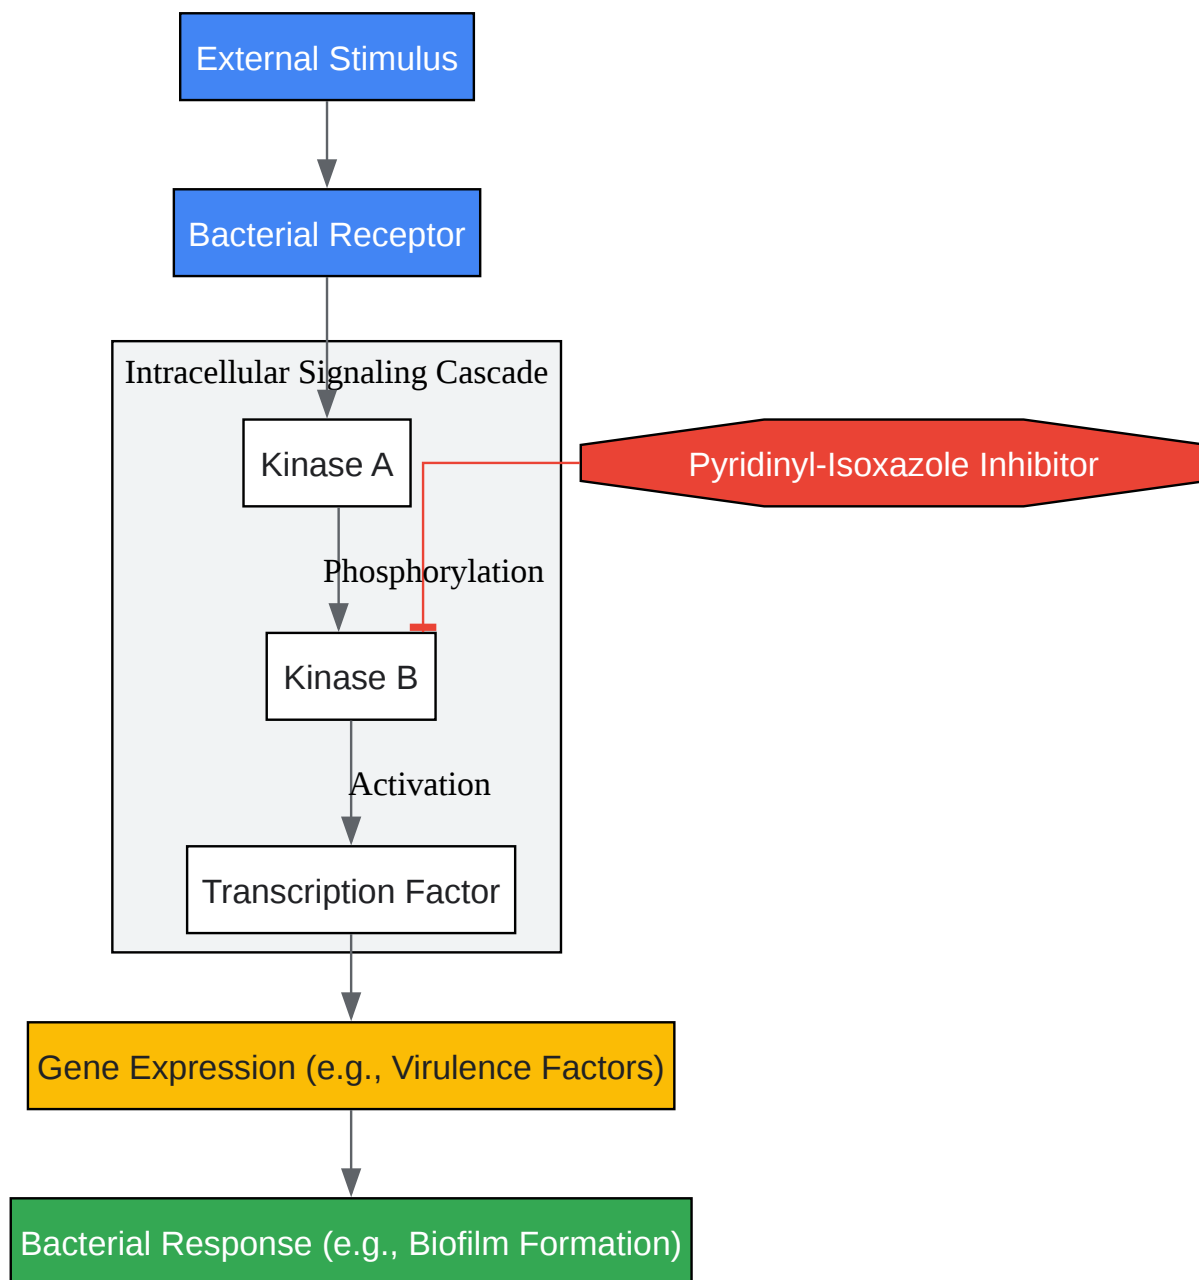 External Stimulus
Bacterial Receptor
Intracellular Signaling Cascade
Kinase A
Pyridinyl-Isoxazole Inhibitor
Phosphorylation
Kinase B
Activation
Transcription Factor
Gene Expression (e.g., Virulence Factors)
Bacterial Response (e.g., Biofilm Formation)